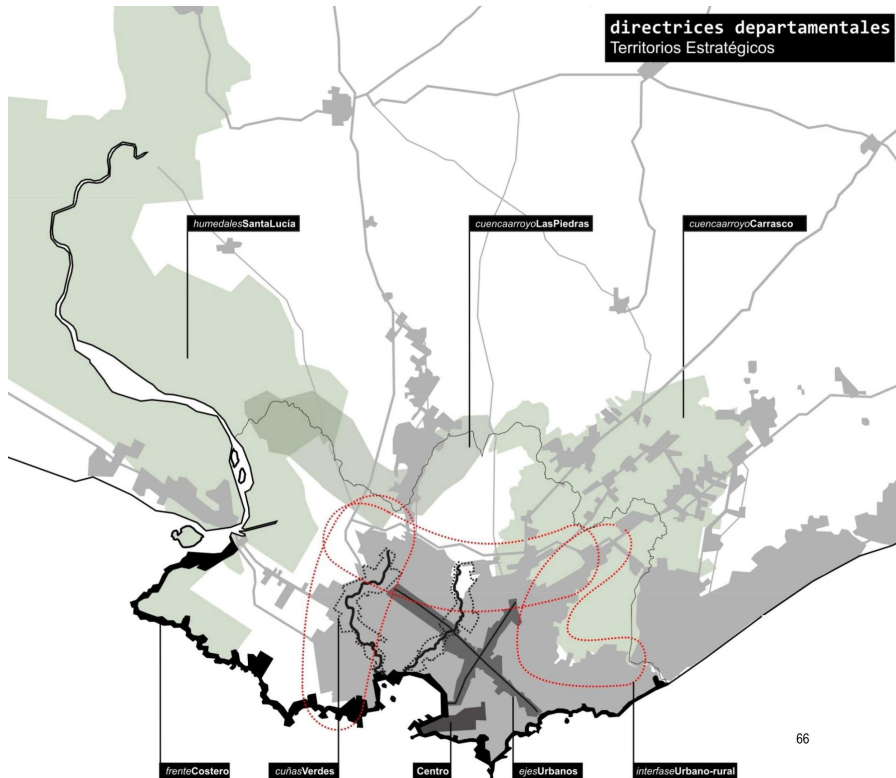 directrices departamentales
Territorios Estratégicos
humedalesSantaLucía
cuencaarroyoLasPiedras
cuencaarroyoCarrasco
66
frenteCostero
cuñasVerdes
Centro
ejesUrbanos
interfaseUrbano-rural